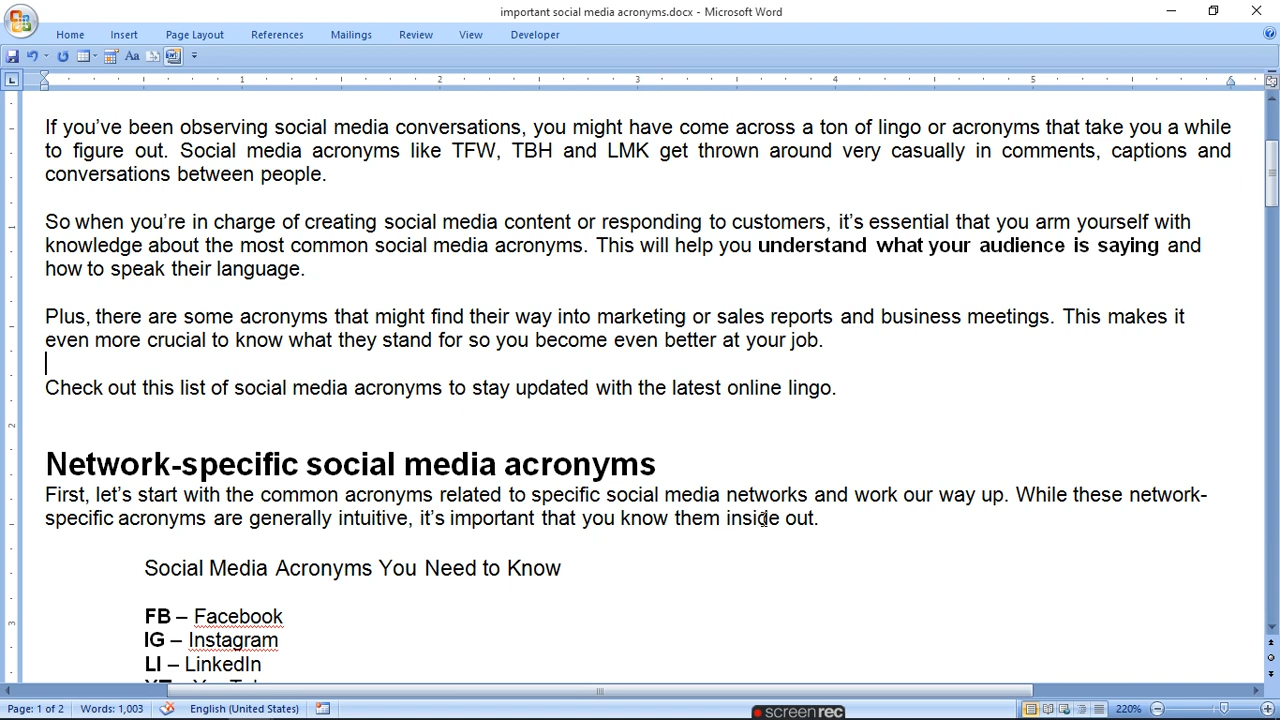 important social media acronyms.docx - Microsoft Word
Home Insert Page Layout References Mailings Review View Developer
Aa
1 2 3 4 5 6
If you’ve been observing social media conversations, you might have come across a ton of lingo or acronyms that take you a while
to figure out. Social media acronyms like TFW, TBH and LMK get thrown around very casually in comments, captions and
conversations between people.
So when you’re in charge of creating social media content or responding to customers, it’s essential that you arm yourself with
knowledge about the most common social media acronyms. This will help you understand what your audience is saying and
how to speak their language.
Plus, there are some acronyms that might find their way into marketing or sales reports and business meetings. This makes it
even more crucial to know what they stand for so you become even better at your job.
Check out this list of social media acronyms to stay updated with the latest online lingo.
Network-specific social media acronyms
First, let’s start with the common acronyms related to specific social media networks and work our way up. While these network-
specific acronyms are generally intuitive, it’s important that you know them inside out.
Social Media Acronyms You Need to Know
FB – Facebook
IG – Instagram
LI – LinkedIn
Page: 1 of 2 Words: 1,003 English (United States) 220%
screenrec